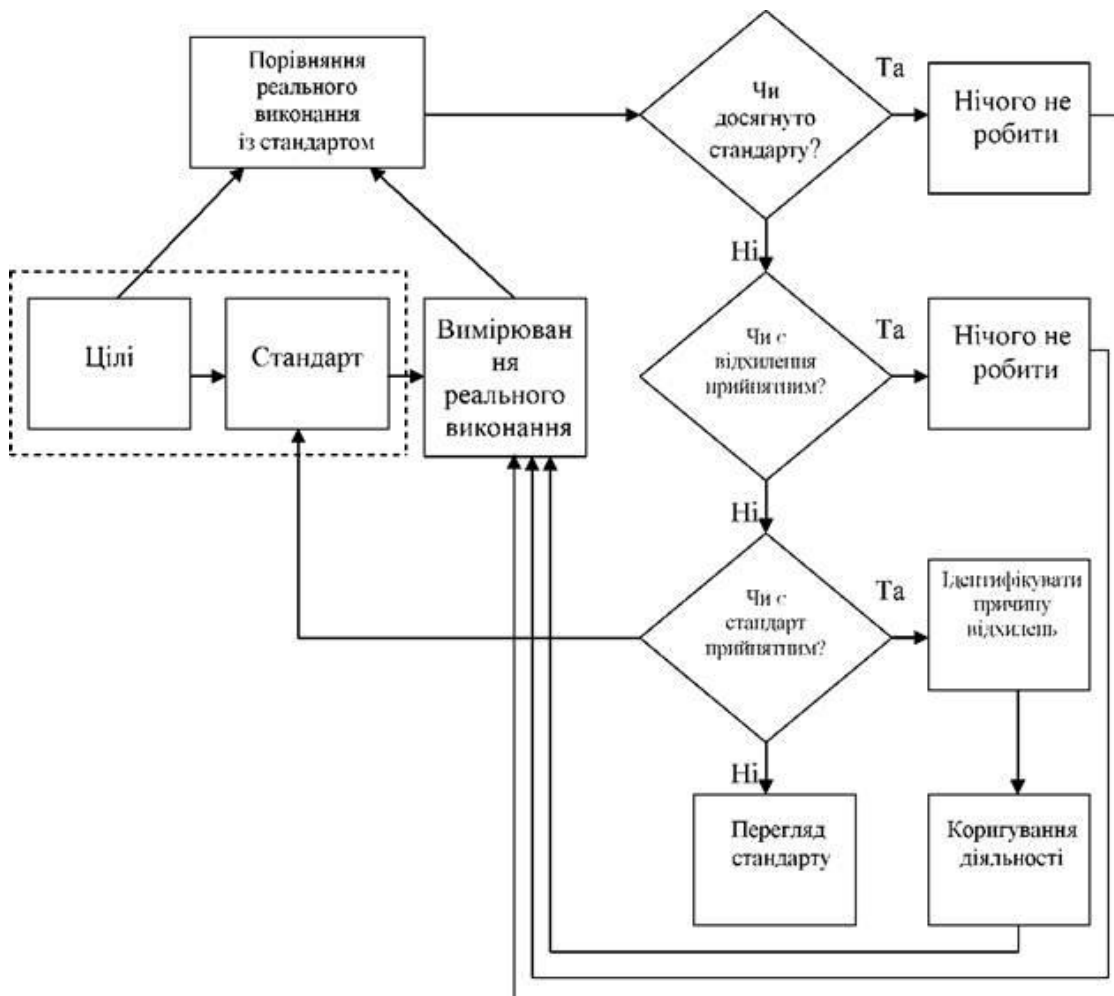 Порівняння
реального
виконання
із стандартом
Чи
досягнуто
стандарту?
Та
Нічого не
робити
Ні
Цілі
Стандарт
Вимірюван
ня
реального
виконання
Чи є
відхилення
прийнятним?
Та
Нічого не
робити
Ні
Чи є
стандарт
прийнятним?
Та
Ідентифікувати
причину
відхилень
Ні
Перегляд
стандарту
Коригування
діяльності